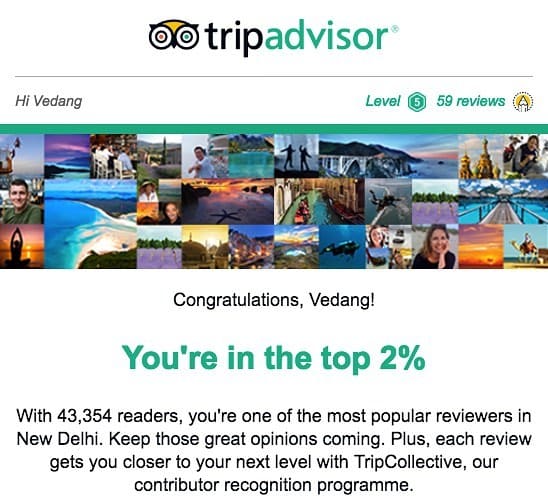 tripadvisor®
Hi Vedang
Level 5 59 reviews
Congratulations, Vedang!
You're in the top 2%
With 43,354 readers, you're one of the most popular reviewers in
New Delhi. Keep those great opinions coming. Plus, each review
gets you closer to your next level with TripCollective, our
contributor recognition programme.